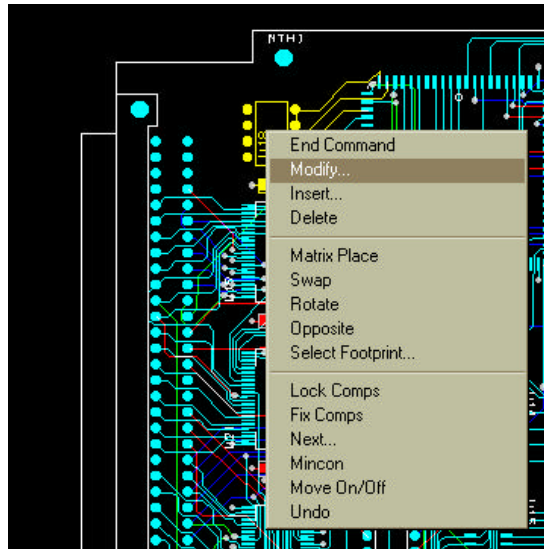 MTH1
End Command
Modify...
Insert...
Delete
Matrix Place
Swap
Rotate
Opposite
Select Footprint...
Lock Comps
Fix Comps
Next...
Mincon
Move On/Off
Undo